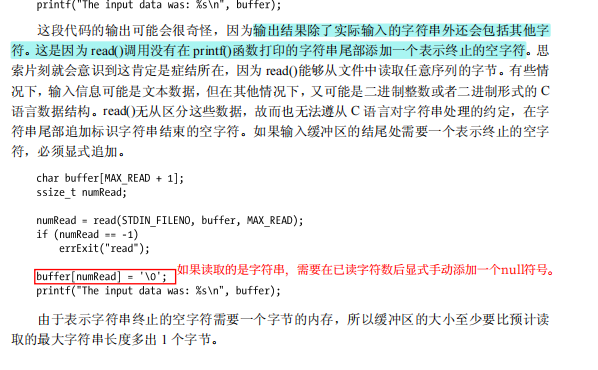 printf("The input data was: %s\n", buffer);
这段代码的输出可能会很奇怪，因为输出结果除了实际输入的字符串外还会包括其他字
符。这是因为 read()调用没有在 printf()函数打印的字符串尾部添加一个表示终止的空字符。思
索片刻就会意识到这肯定是症结所在，因为 read()能够从文件中读取任意序列的字节。有些情
况下，输入信息可能是文本数据，但在其他情况下，又可能是二进制整数或者二进制形式的 C
语言数据结构。read()无从区分这些数据，故而也无法遵从 C 语言对字符串处理的约定，在字
符串尾部追加标识字符串结束的空字符。如果输入缓冲区的结尾处需要一个表示终止的空字
符，必须显式追加。
char buffer[MAX_READ + 1];
ssize_t numRead;
numRead = read(STDIN_FILENO, buffer, MAX_READ);
if (numRead == -1)
errExit("read");
buffer[numRead] = '\0'; 如果读取的是字符串，需要在已读字符数后显式手动添加一个null符号。
printf("The input data was: %s\n", buffer);
由于表示字符串终止的空字符需要一个字节的内存，所以缓冲区的大小至少要比预计读
取的最大字符串长度多出 1 个字节。